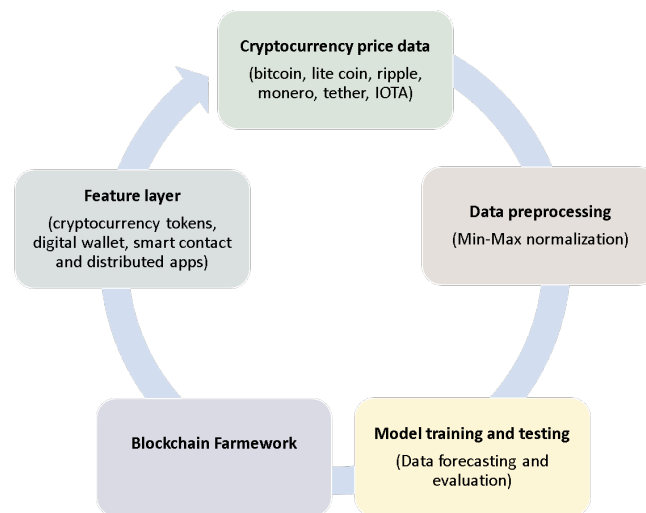 Cryptocurrency price data
(bitcoin, lite coin, ripple,
monero, tether, IOTA)
Data preprocessing
(Min-Max normalization)
Model training and testing
(Data forecasting and
evaluation)
Blockchain Farmework
Feature layer
(cryptocurrency tokens,
digital wallet, smart contact
and distributed apps)